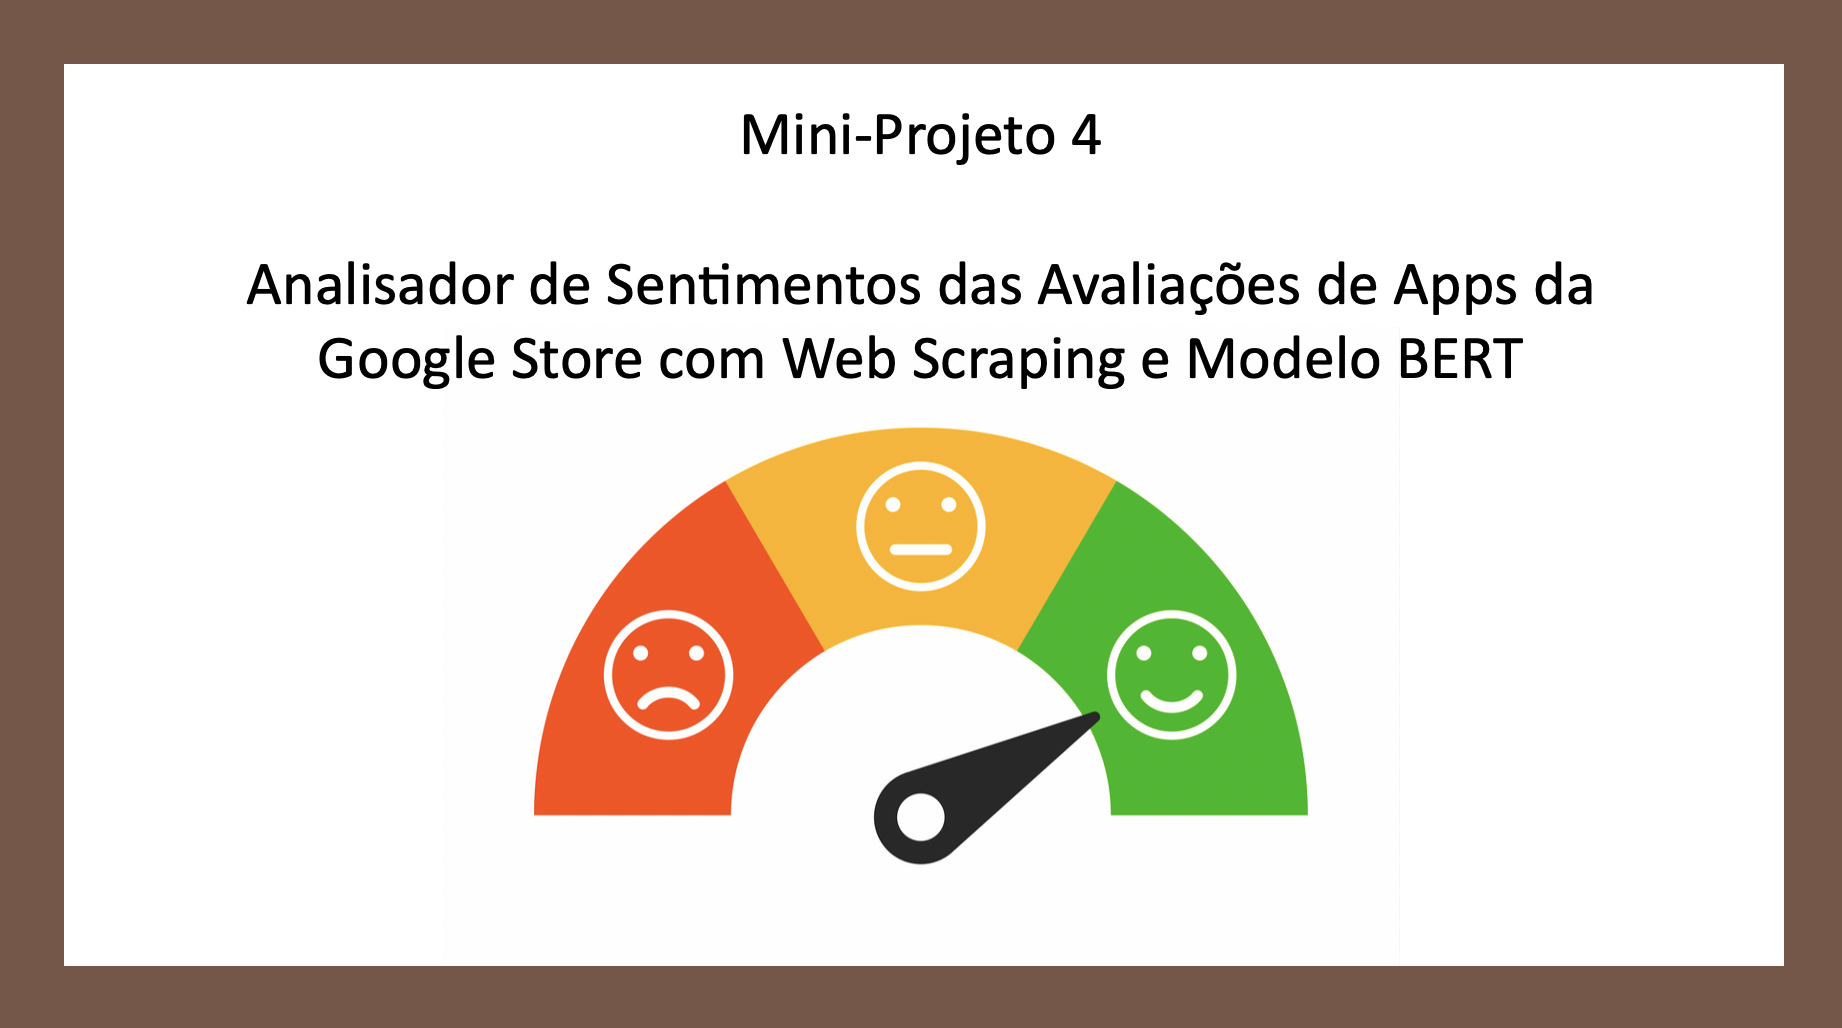 Mini-Projeto 4
Analisador de Sentimentos das Avaliações de Apps da
Google Store com Web Scraping e Modelo BERT